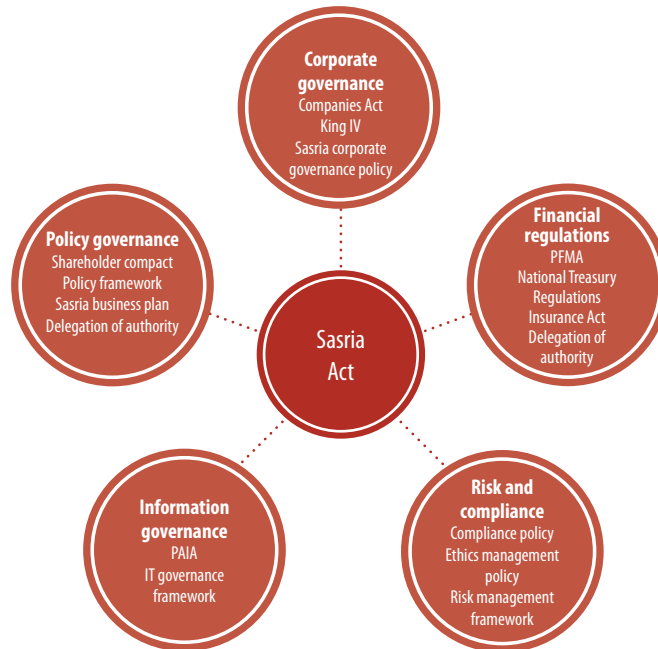 Corporate
governance
Companies Act
King IV
Sasria corporate
governance policy
Policy governance
Shareholder compact
Policy framework
Sasria business plan
Delegation of authority
Financial
regulations
PFMA
National Treasury
Regulations
Insurance Act
Delegation of
authority
Sasria
Act
Information
governance
PAIA
IT governance
framework
Risk and
compliance
Compliance policy
Ethics management
policy
Risk management
framework